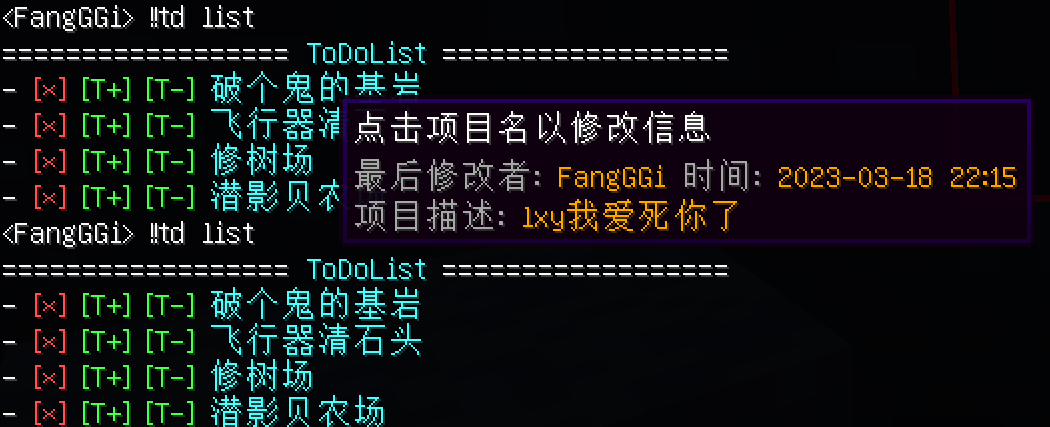 <FangGGi> !!td list
================== ToDoList ==================
- [×] [T+] [T-] 破个鬼的基岩
- [×] [T+] [T-] 飞行器清
点击项目名以修改信息
- [×] [T+] [T-] 修树场
最后修改者: FangGGi 时间: 2023-03-18 22:15
- [×] [T+] [T-] 潜影贝农
项目描述: lxy我爱死你了
<FangGGi> !!td list
================== ToDoList ==================
- [×] [T+] [T-] 破个鬼的基岩
- [×] [T+] [T-] 飞行器清石头
- [×] [T+] [T-] 修树场
- [×] [T+] [T-] 潜影贝农场